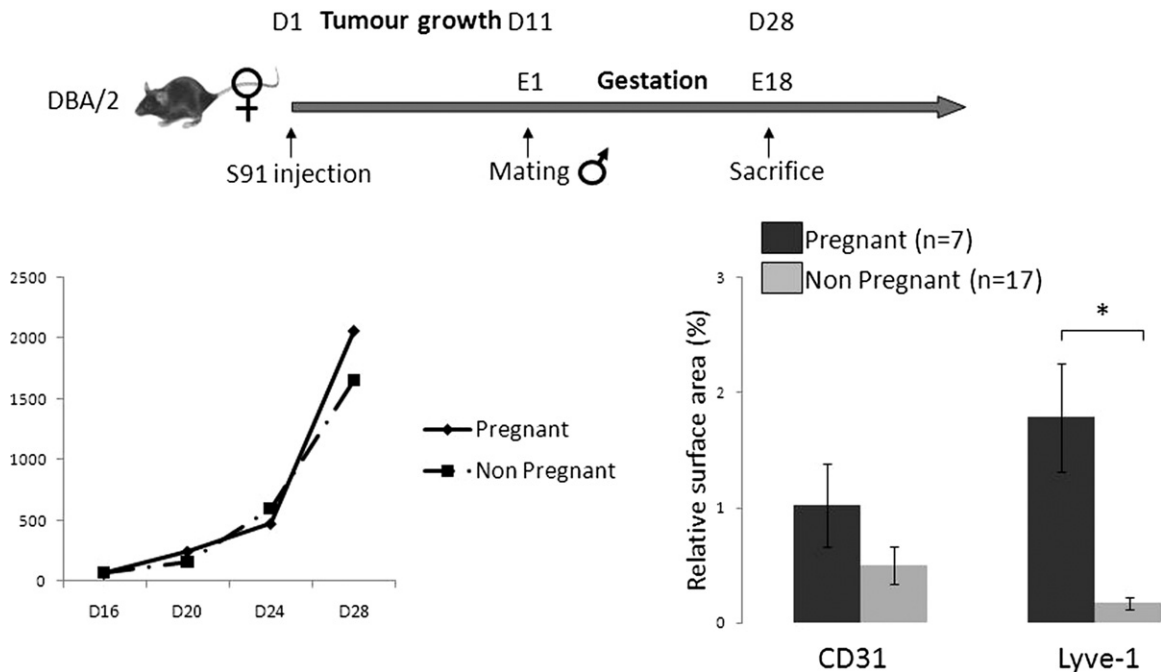 D1 Tumour growth D11 D28
E1 Gestation E18
DBA/2
S91 injection Mating Sacrifice
Pregnant (n=7)
Non Pregnant (n=17)
2500
2000
1500
1000
500
0
D16 D20 D24 D28
Pregnant
Non Pregnant
Relative surface area (%)
3
2
1
0
*
CD31 Lyve-1